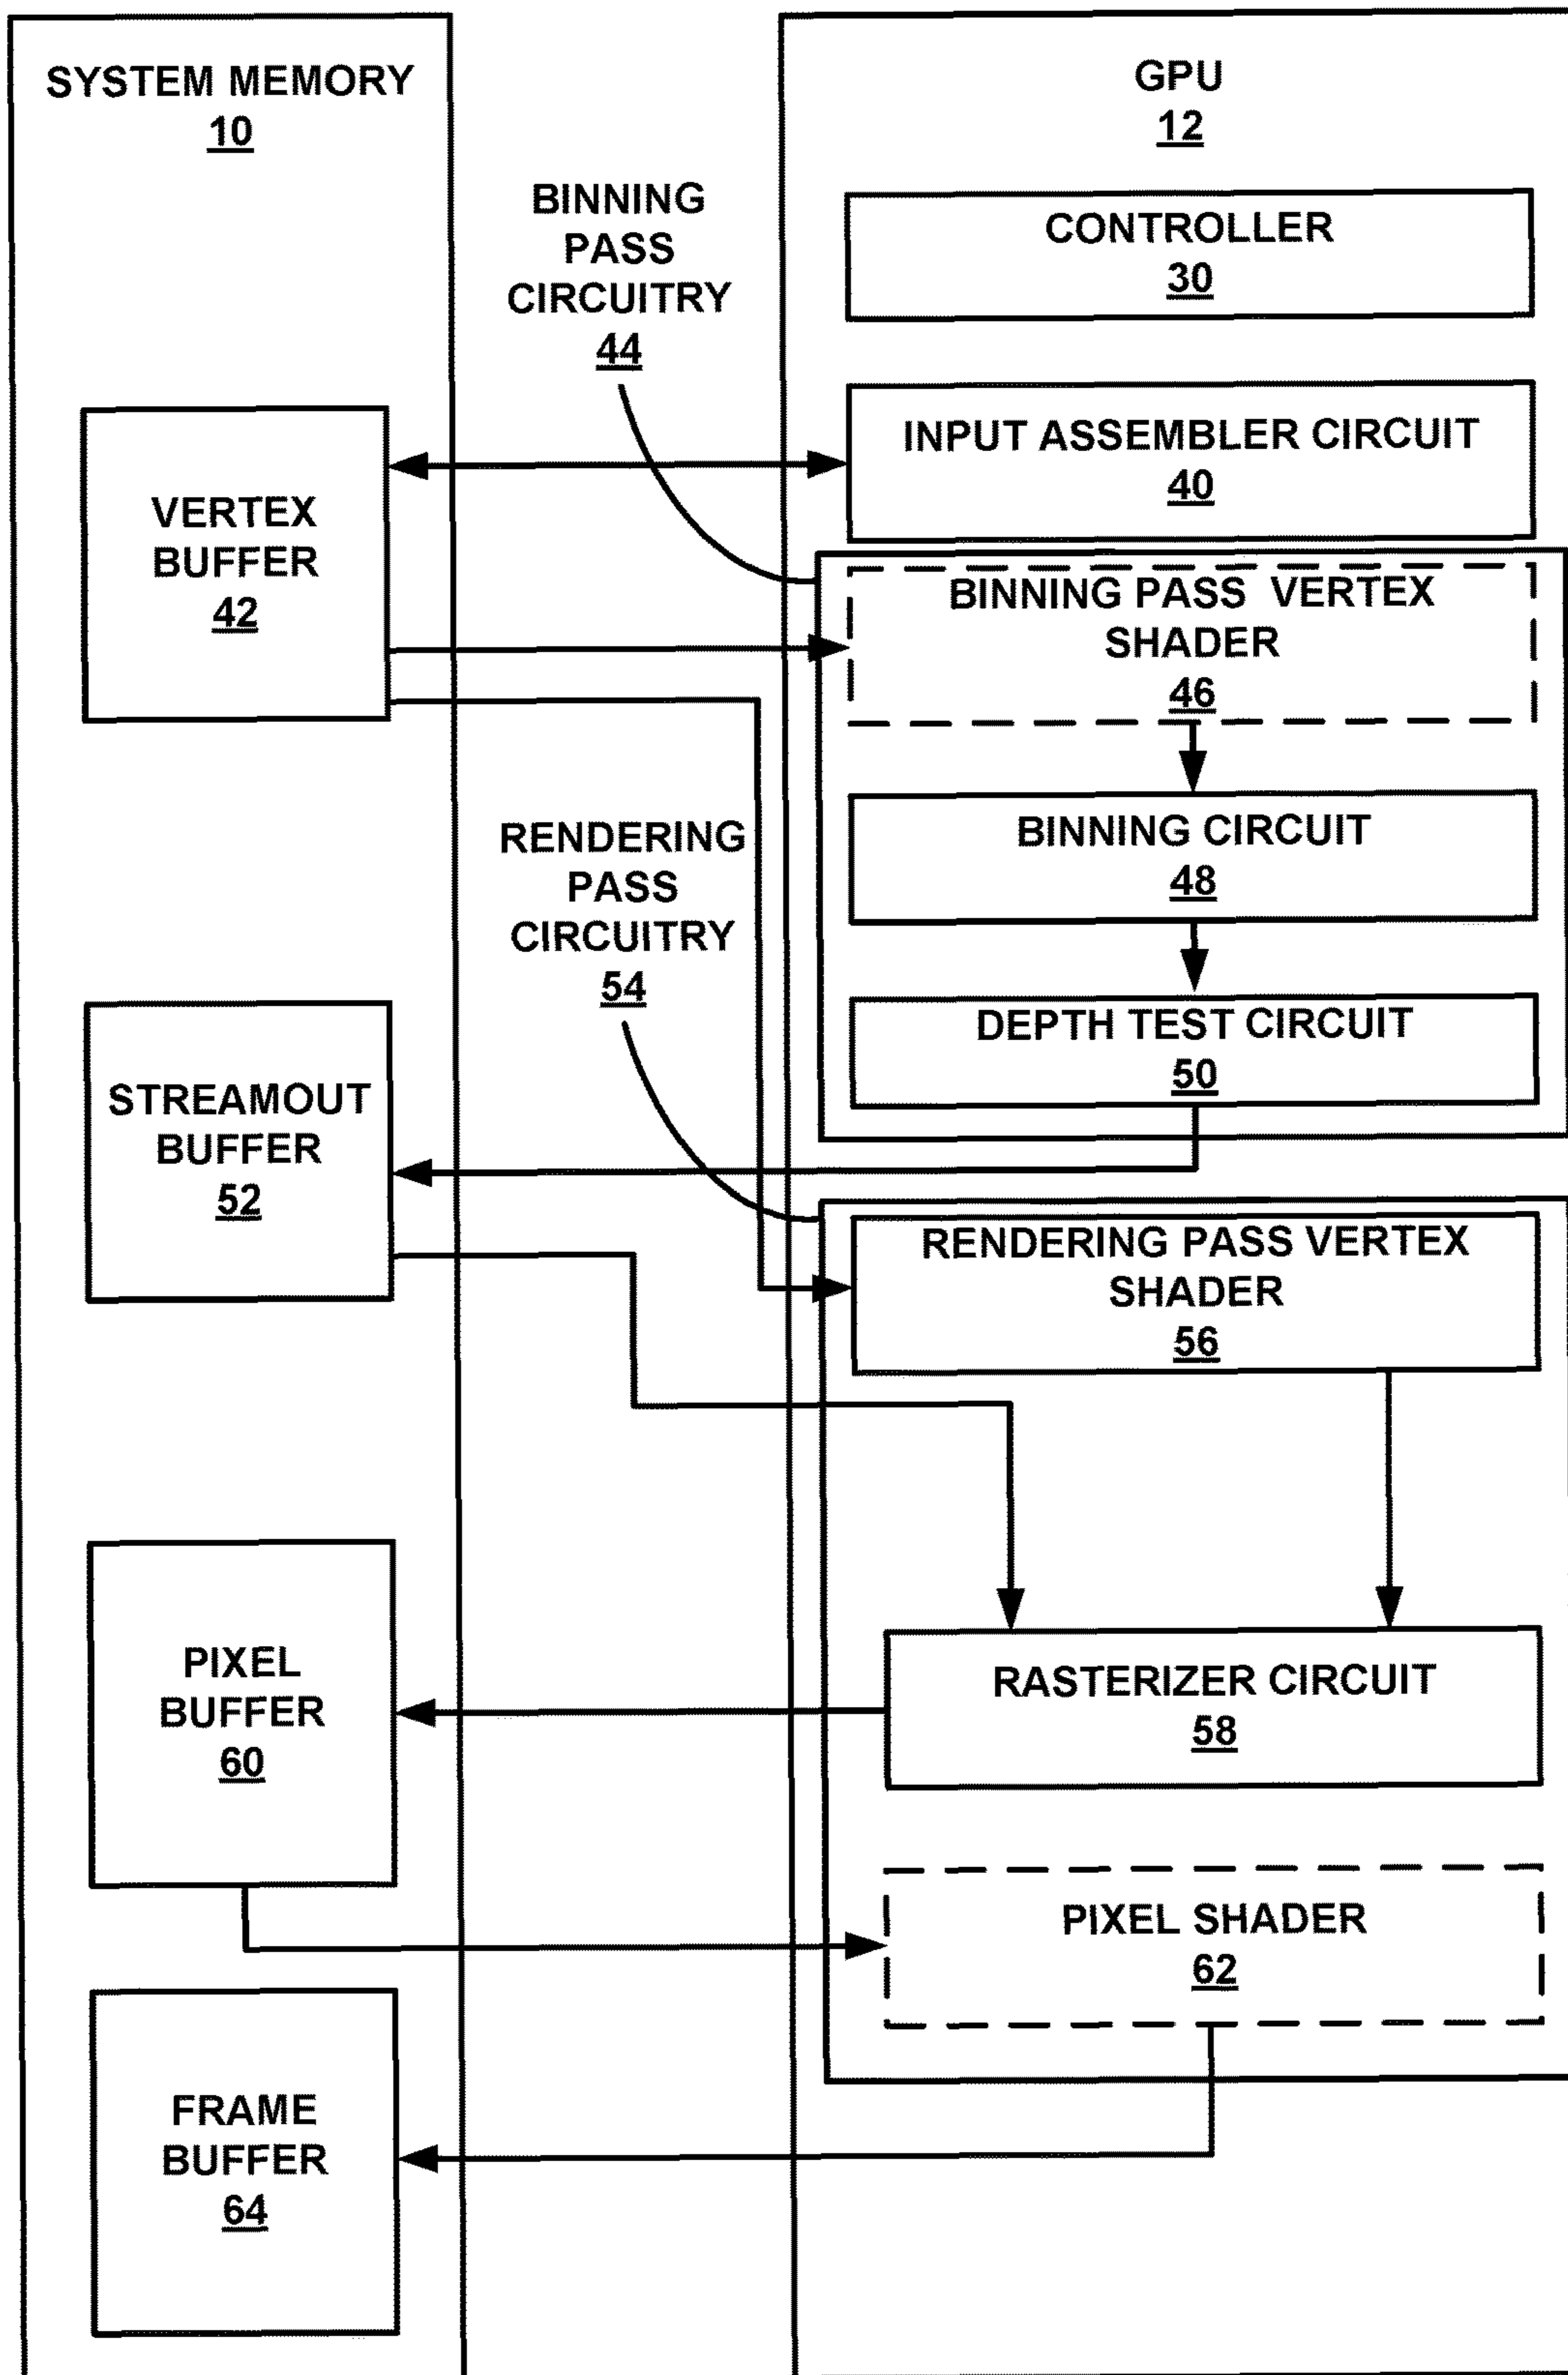 SYSTEM MEMORY
10
GPU
12
CONTROLLER
30
BINNING
PASS
CIRCUITRY
44
INPUT ASSEMBLER CIRCUIT
40
VERTEX
BUFFER
42
BINNING PASS VERTEX
SHADER
46
BINNING CIRCUIT
48
RENDERING
PASS
CIRCUITRY
54
DEPTH TEST CIRCUIT
50
STREAMOUT
BUFFER
52
RENDERING PASS VERTEX
SHADER
56
PIXEL
BUFFER
60
RASTERIZER CIRCUIT
58
PIXEL SHADER
62
FRAME
BUFFER
64